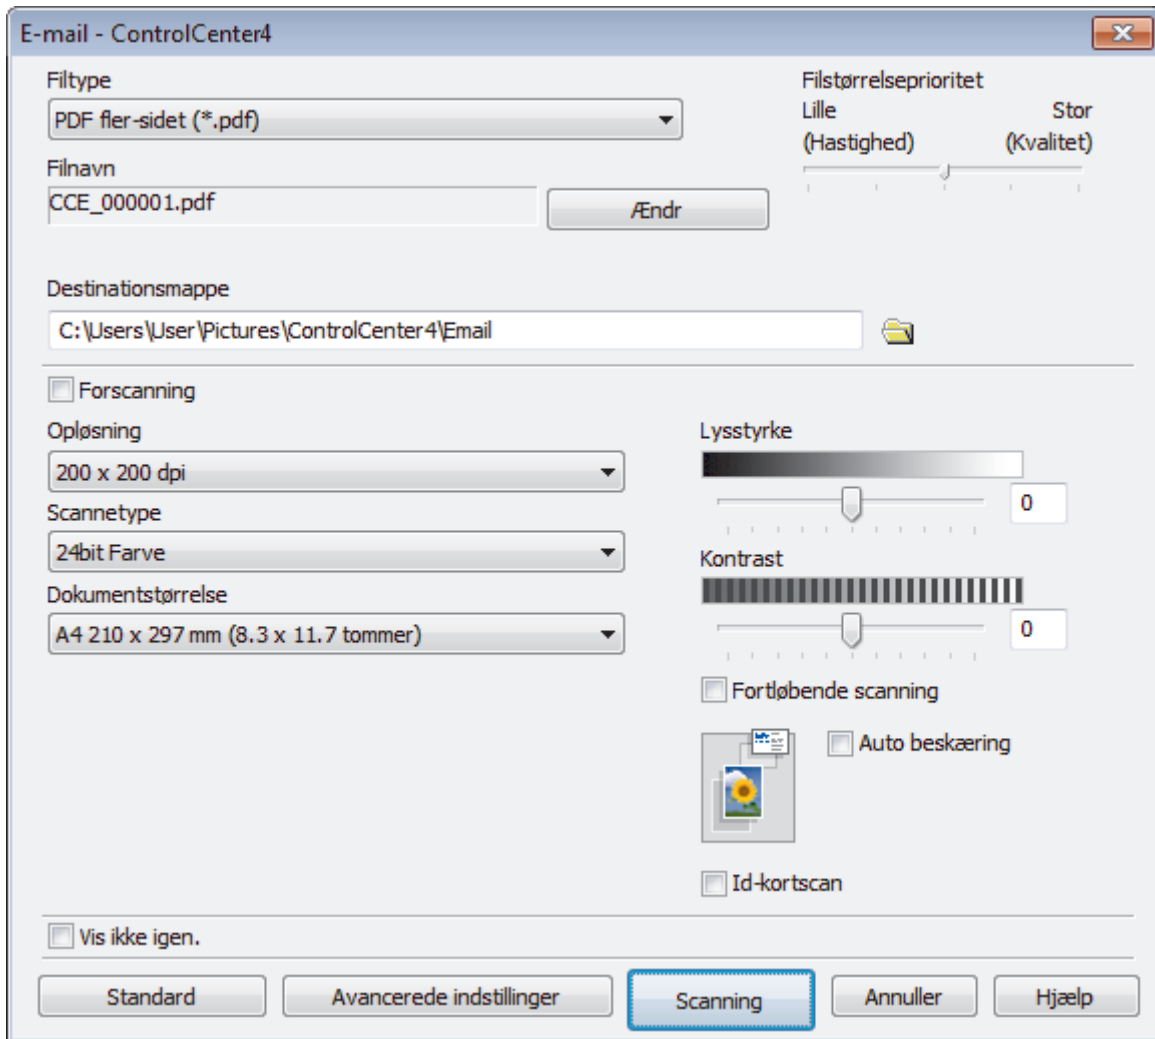 E-mail - ControlCenter4
Filtype
PDF fler-sidet (*.pdf)
Filnavn
CCE_000001.pdf
Ændr
Filstørrelseprioritet
Lille Stor
(Hastighed) (Kvalitet)
Destinationsmappe
C:\Users\User\Pictures\ControlCenter4\Email
Forscanning
Opløsning
200 x 200 dpi
Scannetype
24bit Farve
Dokumentstørrelse
A4 210 x 297 mm (8.3 x 11.7 tommer)
Lysstyrke
0
Kontrast
0
Fortløbende scanning
Auto beskæring
Id-kortscan
Vis ikke igen.
Standard Avancerede indstillinger Scanning Annuller Hjælp